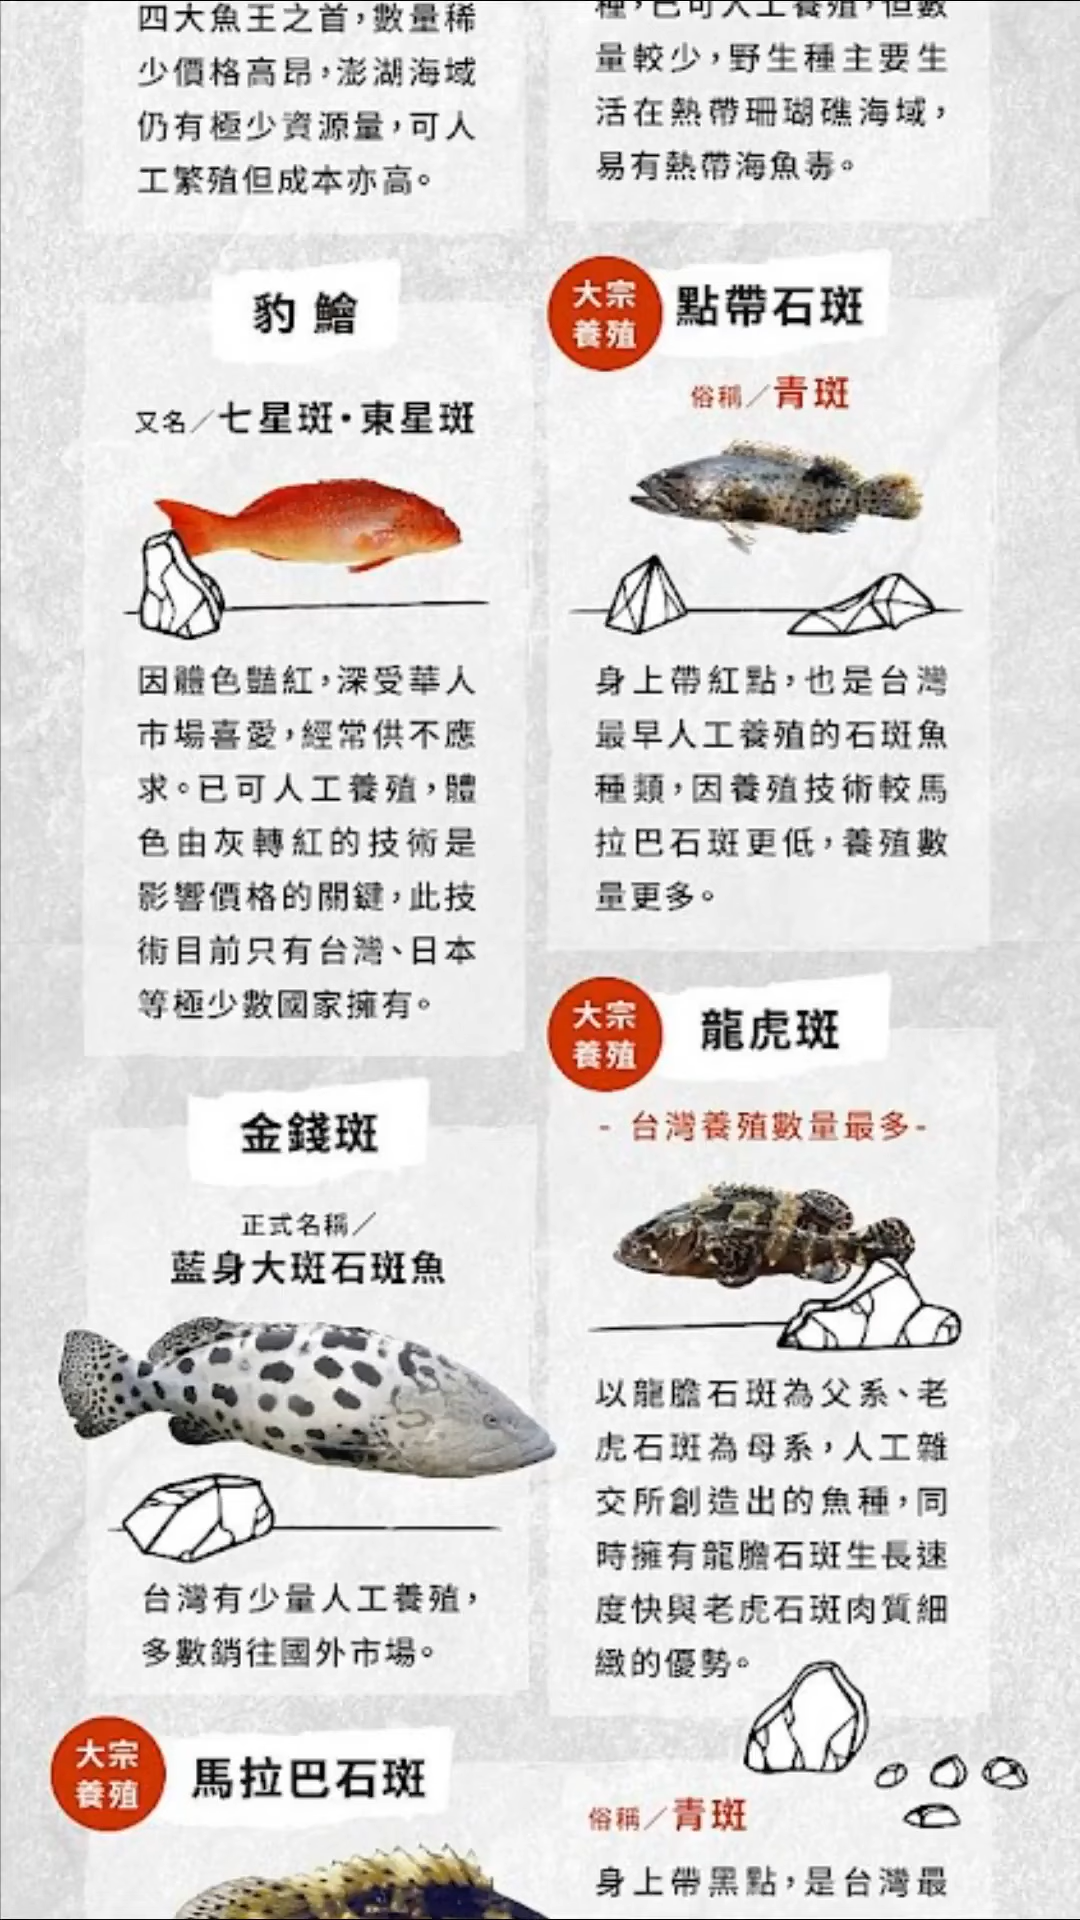 四大魚王之首，數量稀
少價格高昂，澎湖海域
仍有極少資源量，可人
工繁殖但成本亦高。
種，已可人工養殖，但數
量較少，野生種主要生
活在熱帶珊瑚礁海域，
易有熱帶海魚毒。
豹鱠
又名／七星斑・東星斑
因體色豔紅，深受華人
市場喜愛，經常供不應
求。已可人工養殖，體
色由灰轉紅的技術是
影響價格的關鍵，此技
術目前只有台灣、日本
等極少數國家擁有。
大宗
養殖
點帶石斑
俗稱／青斑
身上帶紅點，也是台灣
最早人工養殖的石斑魚
種類，因養殖技術較馬
拉巴石斑更低，養殖數
量更多。
金錢斑
正式名稱／
藍身大斑石斑魚
台灣有少量人工養殖，
多數銷往國外市場。
大宗
養殖
龍虎斑
- 台灣養殖數量最多-
以龍膽石斑為父系、老
虎石斑為母系，人工雜
交所創造出的魚種，同
時擁有龍膽石斑生長速
度快與老虎石斑肉質細
緻的優勢。
大宗
養殖
馬拉巴石斑
俗稱／青斑
身上帶黑點，是台灣最